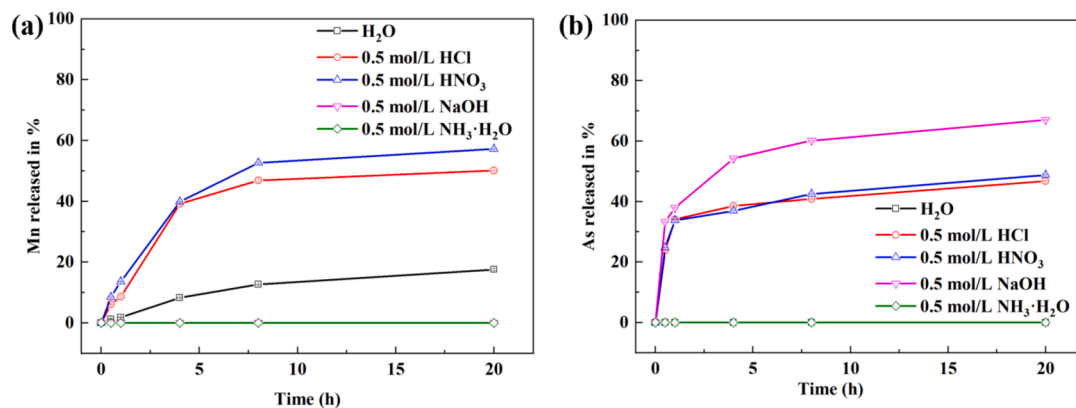 (a)
100
80
60
40
20
0
Mn released in %
H₂O
0.5 mol/L HCl
0.5 mol/L HNO₃
0.5 mol/L NaOH
0.5 mol/L NH₃·H₂O
0 5 10 15 20
Time (h)
(b)
100
80
60
40
20
0
As released in %
H₂O
0.5 mol/L HCl
0.5 mol/L HNO₃
0.5 mol/L NaOH
0.5 mol/L NH₃·H₂O
0 5 10 15 20
Time (h)